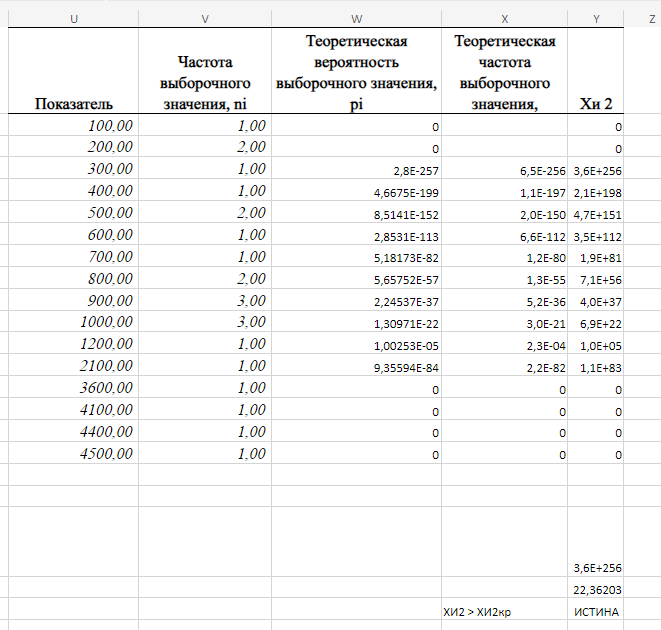 U V W X Y Z
Показатель Частота выборочного значения, ni Теоретическая вероятность выборочного значения, pi Теоретическая частота выборочного значения, Хи 2
100,00 1,00 0 0
200,00 2,00 0 0
300,00 1,00 2,8E-257 6,5E-256 3,6E+256
400,00 1,00 4,6675E-199 1,1E-197 2,1E+198
500,00 2,00 8,5141E-152 2,0E-150 4,7E+151
600,00 1,00 2,8531E-113 6,6E-112 3,5E+112
700,00 1,00 5,18173E-82 1,2E-80 1,9E+81
800,00 2,00 5,65752E-57 1,3E-55 7,1E+56
900,00 3,00 2,24537E-37 5,2E-36 4,0E+37
1000,00 3,00 1,30971E-22 3,0E-21 6,9E+22
1200,00 1,00 1,00253E-05 2,3E-04 1,0E+05
2100,00 1,00 9,35594E-84 2,2E-82 1,1E+83
3600,00 1,00 0 0 0
4100,00 1,00 0 0 0
4400,00 1,00 0 0 0
4500,00 1,00 0 0 0
3,6E+256
22,36203
ХИ2 > ХИ2кр ИСТИНА